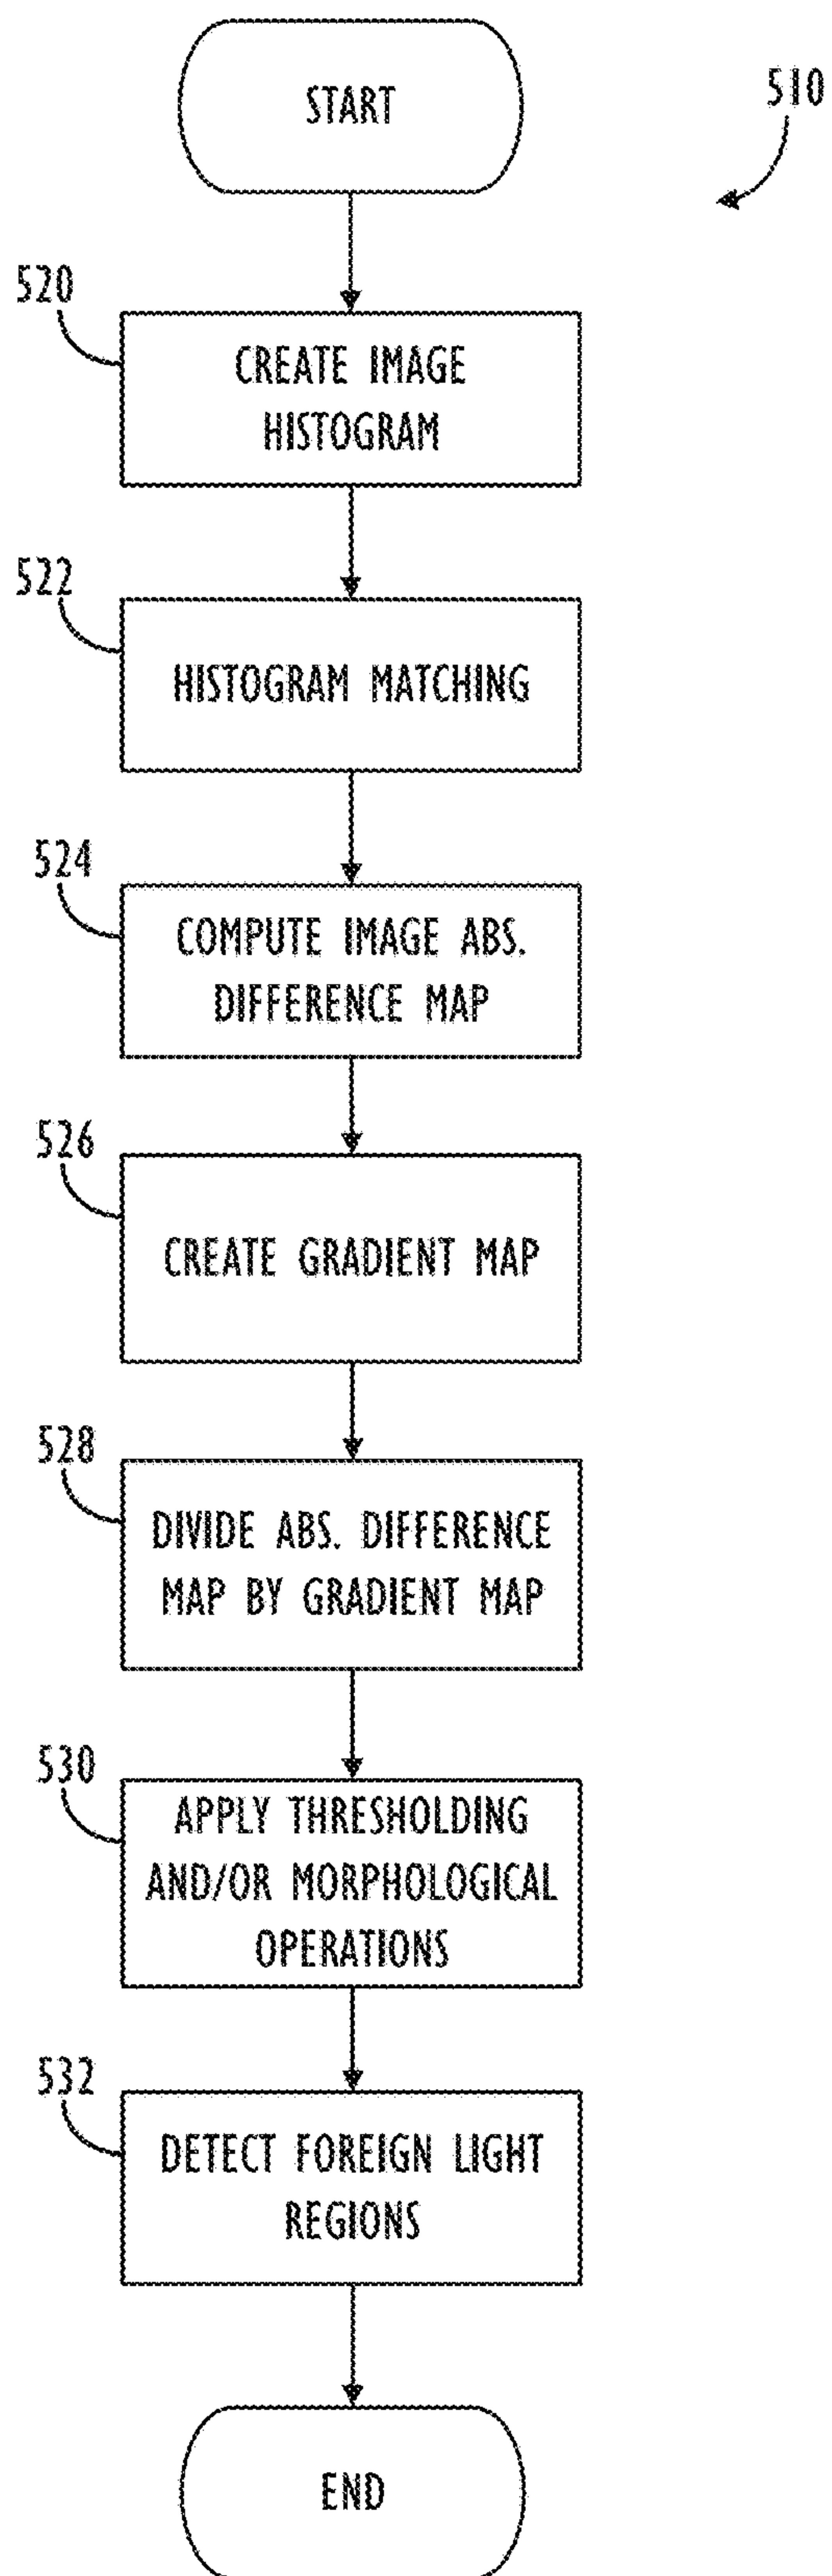 START
510
520
CREATE IMAGE
HISTOGRAM
522
HISTOGRAM MATCHING
524
COMPUTE IMAGE ABS.
DIFFERENCE MAP
526
CREATE GRADIENT MAP
528
DIVIDE ABS. DIFFERENCE
MAP BY GRADIENT MAP
530
APPLY THRESHOLDING
AND/OR MORPHOLOGICAL
OPERATIONS
532
DETECT FOREIGN LIGHT
REGIONS
END